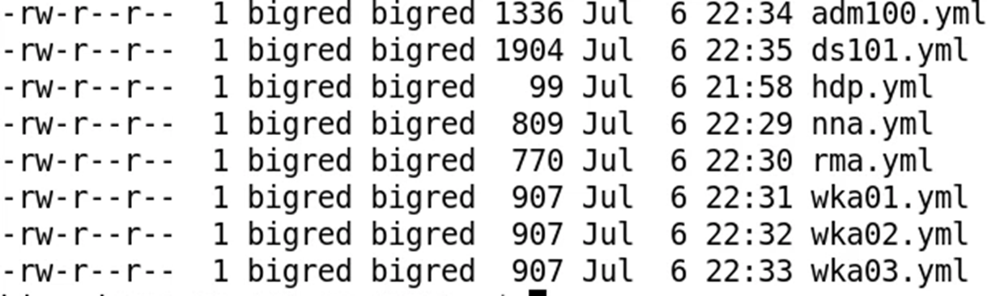 -rw-r--r--  1 bigred bigred 1336 Jul  6 22:34 adm100.yml
-rw-r--r--  1 bigred bigred 1904 Jul  6 22:35 ds101.yml
-rw-r--r--  1 bigred bigred   99 Jul  6 21:58 hdp.yml
-rw-r--r--  1 bigred bigred  809 Jul  6 22:29 nna.yml
-rw-r--r--  1 bigred bigred  770 Jul  6 22:30 rma.yml
-rw-r--r--  1 bigred bigred  907 Jul  6 22:31 wka01.yml
-rw-r--r--  1 bigred bigred  907 Jul  6 22:32 wka02.yml
-rw-r--r--  1 bigred bigred  907 Jul  6 22:33 wka03.yml